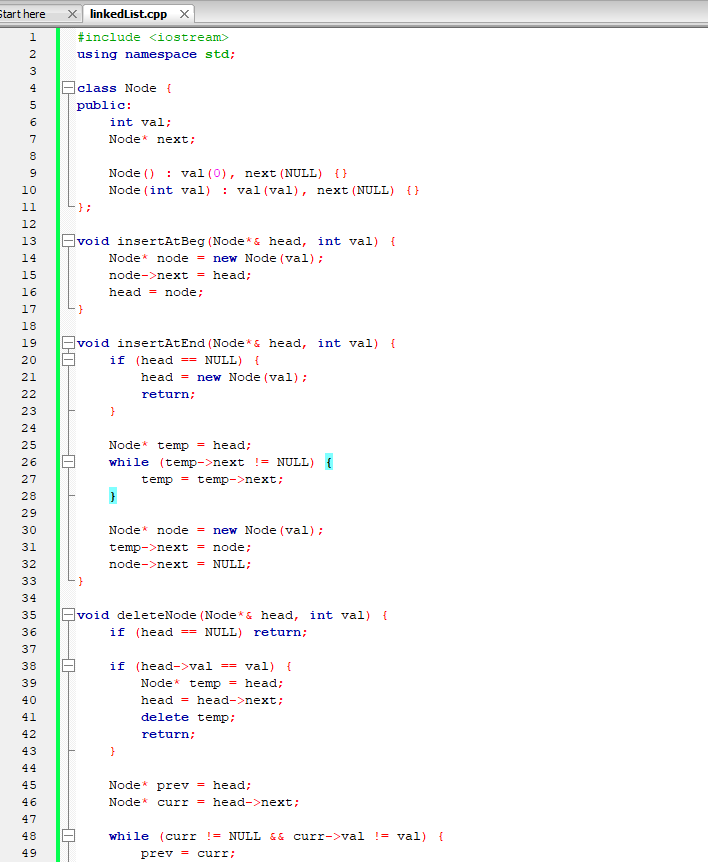 Start here
linkedList.cpp
1 #include <iostream>
2 using namespace std;
3
4 class Node {
5 public:
6     int val;
7     Node* next;
8
9     Node() : val(0), next(NULL) {}
10     Node(int val) : val(val), next(NULL) {}
11 };
12
13 void insertAtBeg(Node*& head, int val) {
14     Node* node = new Node(val);
15     node->next = head;
16     head = node;
17 }
18
19 void insertAtEnd(Node*& head, int val) {
20     if (head == NULL) {
21         head = new Node(val);
22         return;
23     }
24
25     Node* temp = head;
26     while (temp->next != NULL) {
27         temp = temp->next;
28     }
29
30     Node* node = new Node(val);
31     temp->next = node;
32     node->next = NULL;
33 }
34
35 void deleteNode(Node*& head, int val) {
36     if (head == NULL) return;
37
38     if (head->val == val) {
39         Node* temp = head;
40         head = head->next;
41         delete temp;
42         return;
43     }
44
45     Node* prev = head;
46     Node* curr = head->next;
47
48     while (curr != NULL && curr->val != val) {
49         prev = curr;